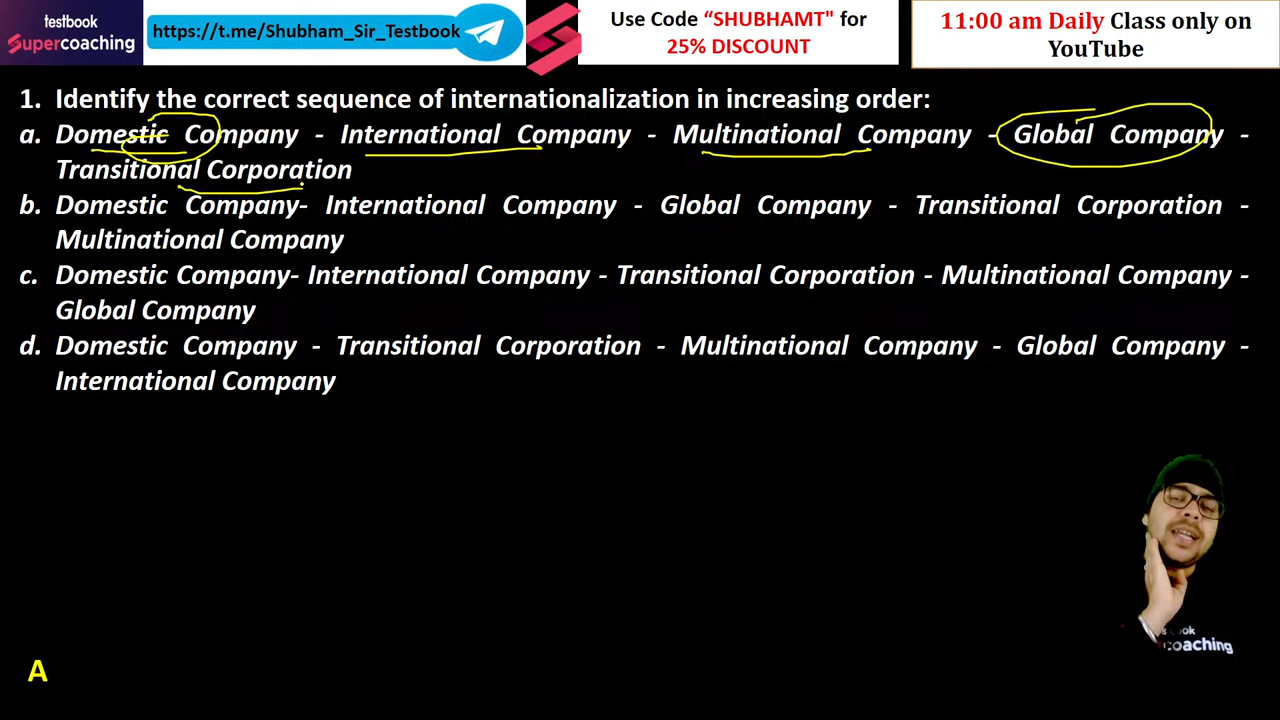 testbook
Supercoaching
https://t.me/Shubham_Sir_Testbook
Use Code “SHUBHAMT" for
25% DISCOUNT
11:00 am Daily Class only on
YouTube
1. Identify the correct sequence of internationalization in increasing order:
a. Domestic Company - International Company - Multinational Company - Global Company -
Transitional Corporation
b. Domestic Company- International Company - Global Company - Transitional Corporation -
Multinational Company
c. Domestic Company- International Company - Transitional Corporation - Multinational Company -
Global Company
d. Domestic Company - Transitional Corporation - Multinational Company - Global Company -
International Company
coaching
A